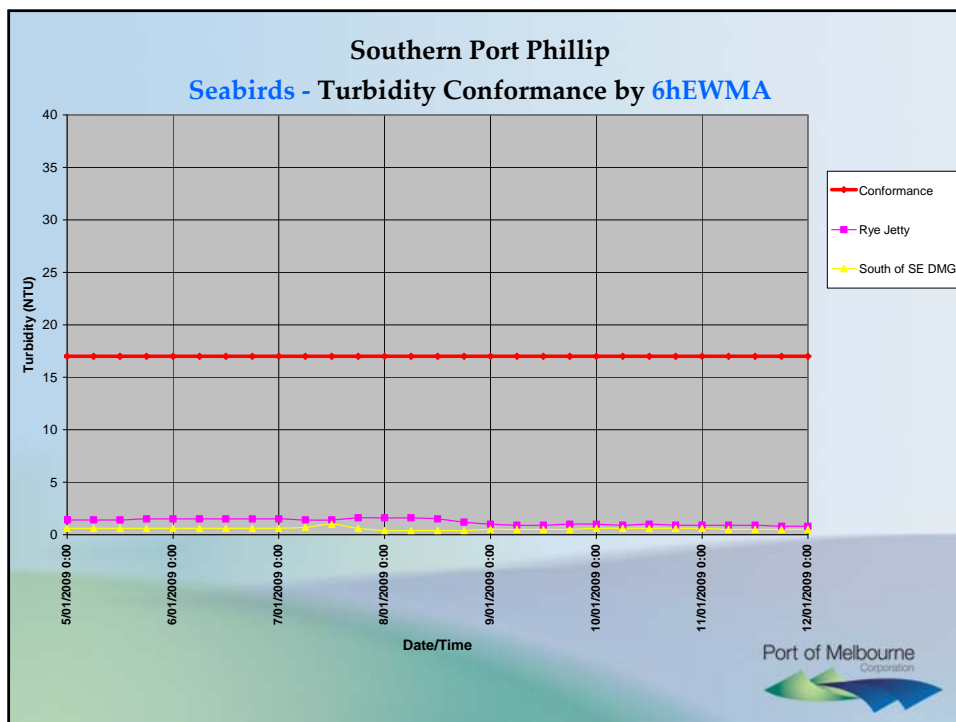 Southern Port Phillip
Seabirds - Turbidity Conformance by 6hEWMA
40
35
30
25
20
15
10
5
0
Turbidity (NTU)
5/01/2009 0:00
6/01/2009 0:00
7/01/2009 0:00
8/01/2009 0:00
9/01/2009 0:00
10/01/2009 0:00
11/01/2009 0:00
12/01/2009 0:00
Date/Time
Conformance
Rye Jetty
South of SE DMG
Port of Melbourne
Corporation